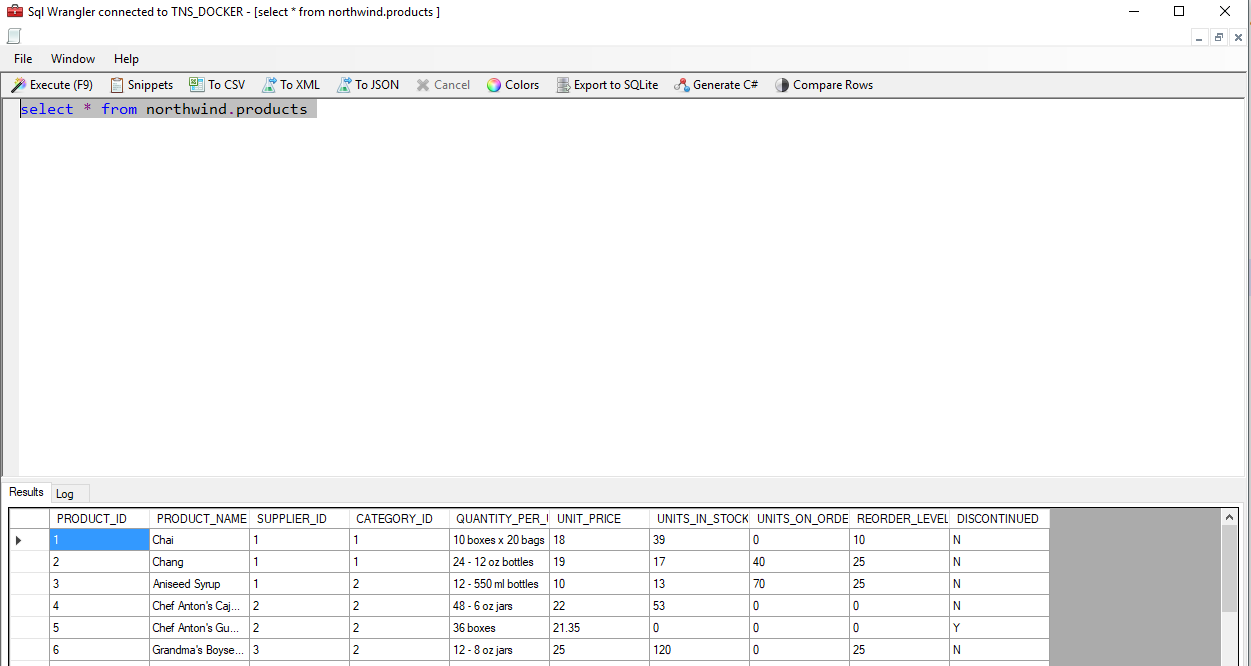 Sql Wrangler connected to TNS_DOCKER - [select * from northwind.products ]
File Window Help
Execute (F9) Snippets To CSV To XML To JSON Cancel Colors Export to SQLite Generate C# Compare Rows
select * from northwind.products
Results Log
PRODUCT_ID PRODUCT_NAME SUPPLIER_ID CATEGORY_ID QUANTITY_PER_U UNIT_PRICE UNITS_IN_STOCK UNITS_ON_ORDE REORDER_LEVEL DISCONTINUED
1 Chai 1 1 10 boxes x 20 bags 18 39 0 10 N
2 Chang 1 1 24 - 12 oz bottles 19 17 40 25 N
3 Aniseed Syrup 1 2 12 - 550 ml bottles 10 13 70 25 N
4 Chef Anton's Caj... 2 2 48 - 6 oz jars 22 53 0 0 N
5 Chef Anton's Gu... 2 2 36 boxes 21.35 0 0 0 Y
6 Grandma's Boyse... 3 2 12 - 8 oz jars 25 120 0 25 N